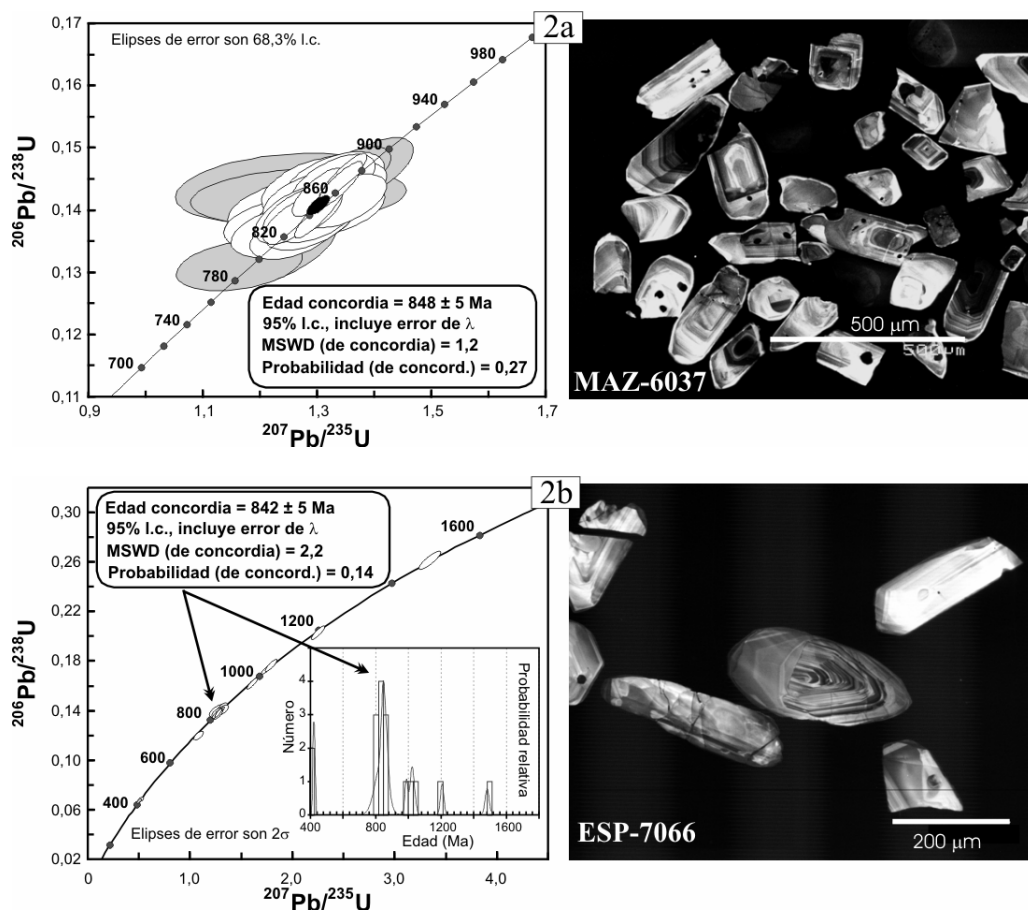 2a
Elipses de error son 68,3% l.c.
0,17
0,16
0,15
0,14
0,13
0,12
0,11
206Pb/238U
980
940
900
860
820
780
740
700
Edad concordia = 848 ± 5 Ma
95% l.c., incluye error de λ
MSWD (de concordia) = 1,2
Probabilidad (de concord.) = 0,27
0,9
1,1
1,3
1,5
1,7
207Pb/235U
500 μm
500μm
MAZ-6037
2b
Edad concordia = 842 ± 5 Ma
95% l.c., incluye error de λ
MSWD (de concordia) = 2,2
Probabilidad (de concord.) = 0,14
0,30
0,26
0,22
0,18
0,14
0,10
0,06
0,02
206Pb/238U
1600
1200
1000
800
600
400
Número
4
3
2
1
0
Probabilidad relativa
400
800
1200
1600
Edad (Ma)
Elipses de error son 2σ
0
1,0
2,0
3,0
4,0
207Pb/235U
ESP-7066
200 μm